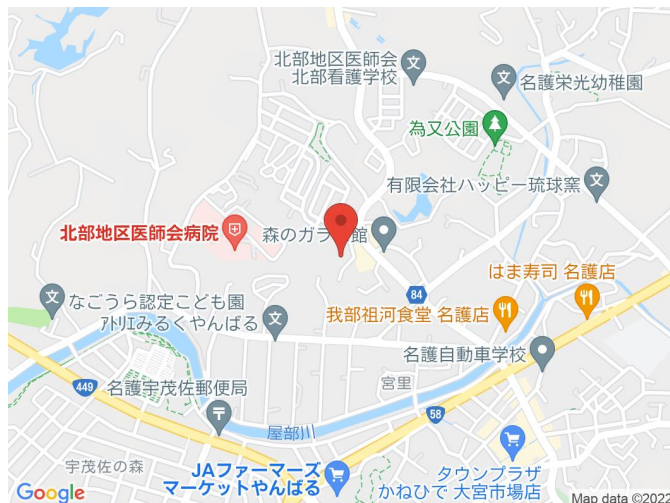 北部地区医師会
北部看護学校
名護栄光幼稚園
為又公園
有限会社ハッピー琉球窯
北部地区医師会病院
森のガラ
館
はま寿司 名護店
84
なごうら認定こども園
ｱﾄﾘｴみるくやんばる
我部祖河食堂 名護店
名護自動車学校
449
名護宇茂佐郵便局
宮里
58
屋部川
宇茂佐の森
JAファーマーズ
マーケットやんばる
タウンプラザ
かねひで 大宮市場店
Google
Map data ©2022